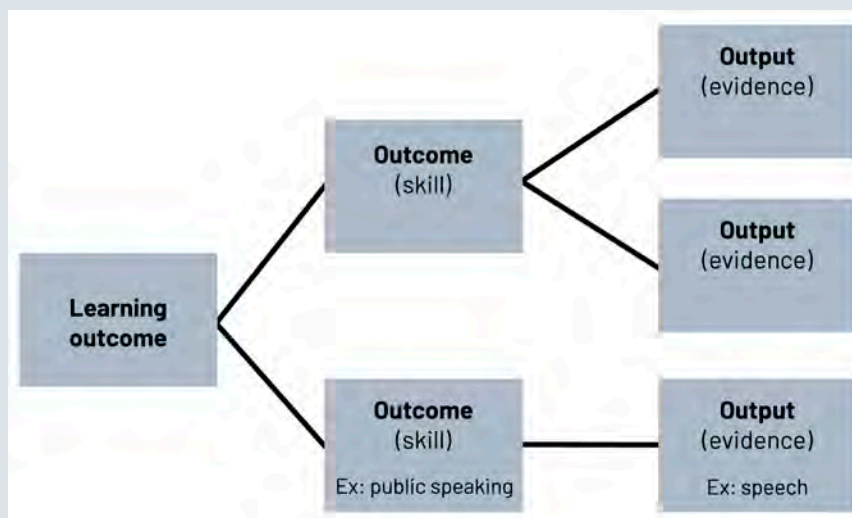 Learning
outcome
Outcome
(skill)
Output
(evidence)
Output
(evidence)
Outcome
(skill)
Ex: public speaking
Output
(evidence)
Ex: speech